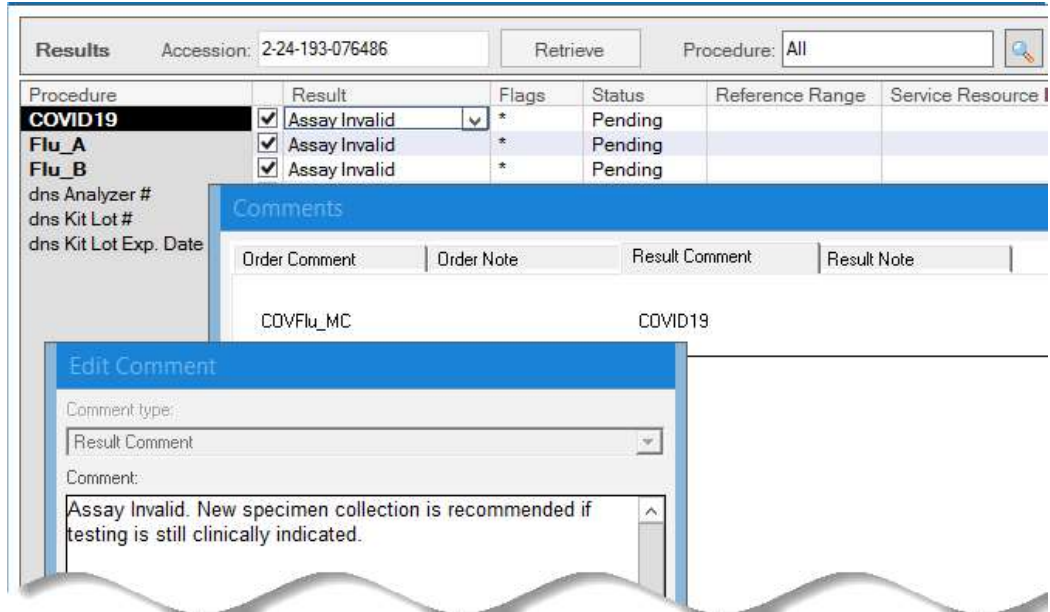 Results Accession: 2-24-193-076486 Retrieve Procedure: All
Procedure Result Flags Status Reference Range Service Resource
COVID19 Assay Invalid * Pending
Flu_A Assay Invalid * Pending
Flu_B Assay Invalid * Pending
dns Analyzer #
dns Kit Lot #
dns Kit Lot Exp. Date
Comments
Order Comment Order Note Result Comment Result Note
COVFlu_MC COVID19
Edit Comment
Comment type:
Result Comment
Comment:
Assay Invalid. New specimen collection is recommended if
testing is still clinically indicated.